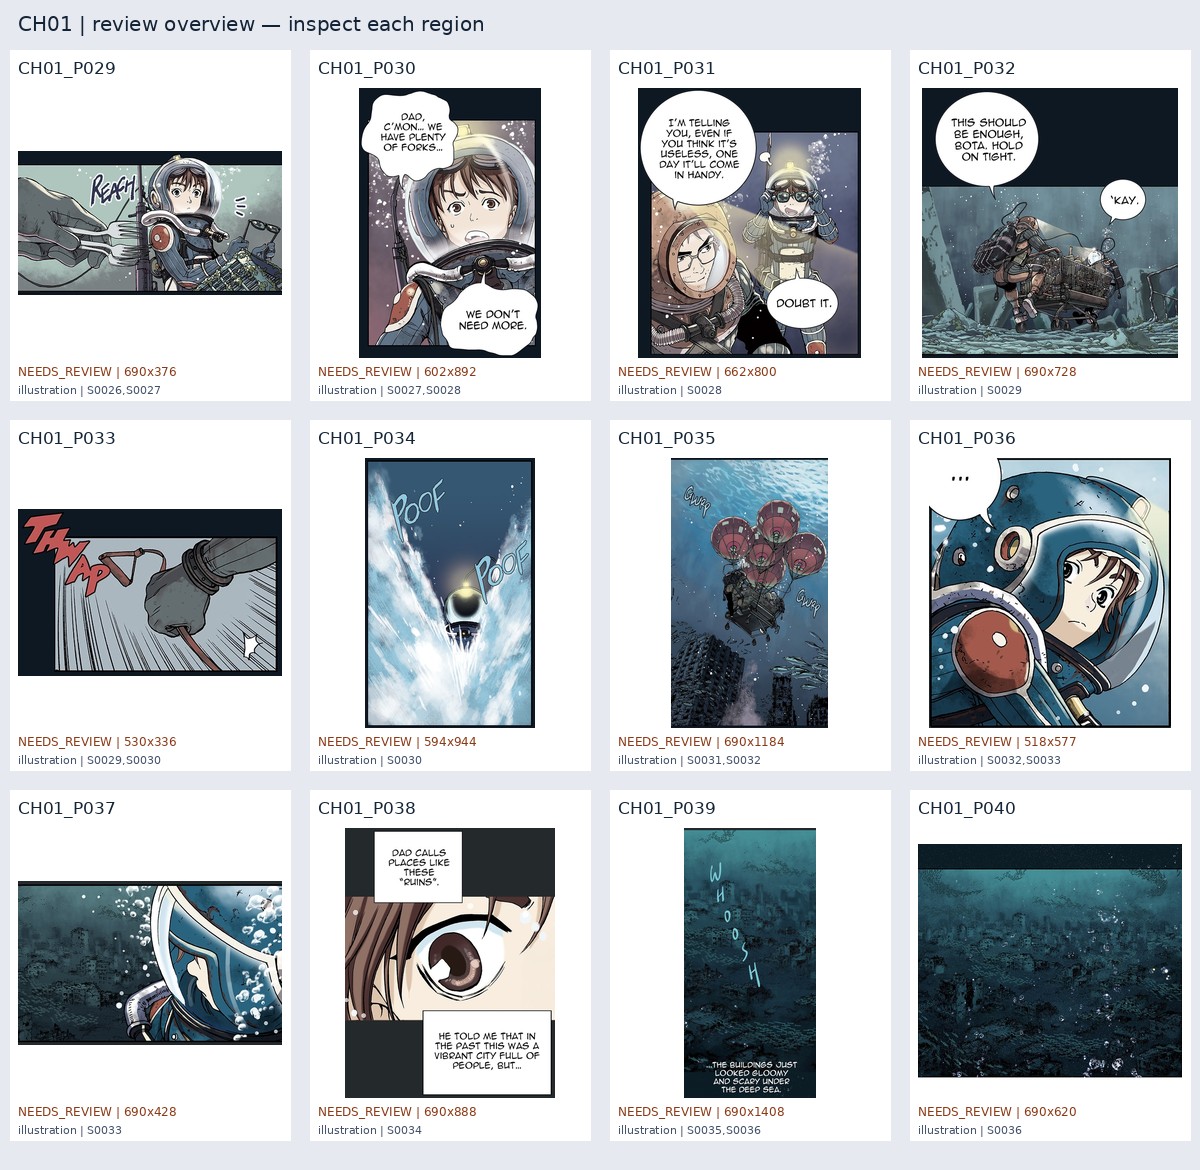 CH01 | review overview — inspect each region
CH01_P029
REACH
NEEDS_REVIEW | 690x376
illustration | S0026,S0027
CH01_P030
DAD,
C'MON... WE
HAVE PLENTY
OF FORKS...
WE DON'T
NEED MORE.
NEEDS_REVIEW | 602x892
illustration | S0027,S0028
CH01_P031
I'M TELLING
YOU, EVEN IF
YOU THINK IT'S
USELESS, ONE
DAY IT'LL COME
IN HANDY.
DOUBT IT.
NEEDS_REVIEW | 662x800
illustration | S0028
CH01_P032
THIS SHOULD
BE ENOUGH,
BOTA. HOLD
ON TIGHT.
'KAY.
NEEDS_REVIEW | 690x728
illustration | S0029
CH01_P033
THWAP
NEEDS_REVIEW | 530x336
illustration | S0029,S0030
CH01_P034
POOF
POOF
NEEDS_REVIEW | 594x944
illustration | S0030
CH01_P035
GWRR
GWRR
NEEDS_REVIEW | 690x1184
illustration | S0031,S0032
CH01_P036
...
NEEDS_REVIEW | 518x577
illustration | S0032,S0033
CH01_P037
NEEDS_REVIEW | 690x428
illustration | S0033
CH01_P038
DAD CALLS
PLACES LIKE
THESE
"RUINS".
HE TOLD ME THAT IN
THE PAST THIS WAS A
VIBRANT CITY FULL OF
PEOPLE, BUT...
NEEDS_REVIEW | 690x888
illustration | S0034
CH01_P039
WHOOSH
...THE BUILDINGS JUST
LOOKED GLOOMY
AND SCARY UNDER
THE DEEP SEA.
NEEDS_REVIEW | 690x1408
illustration | S0035,S0036
CH01_P040
NEEDS_REVIEW | 690x620
illustration | S0036